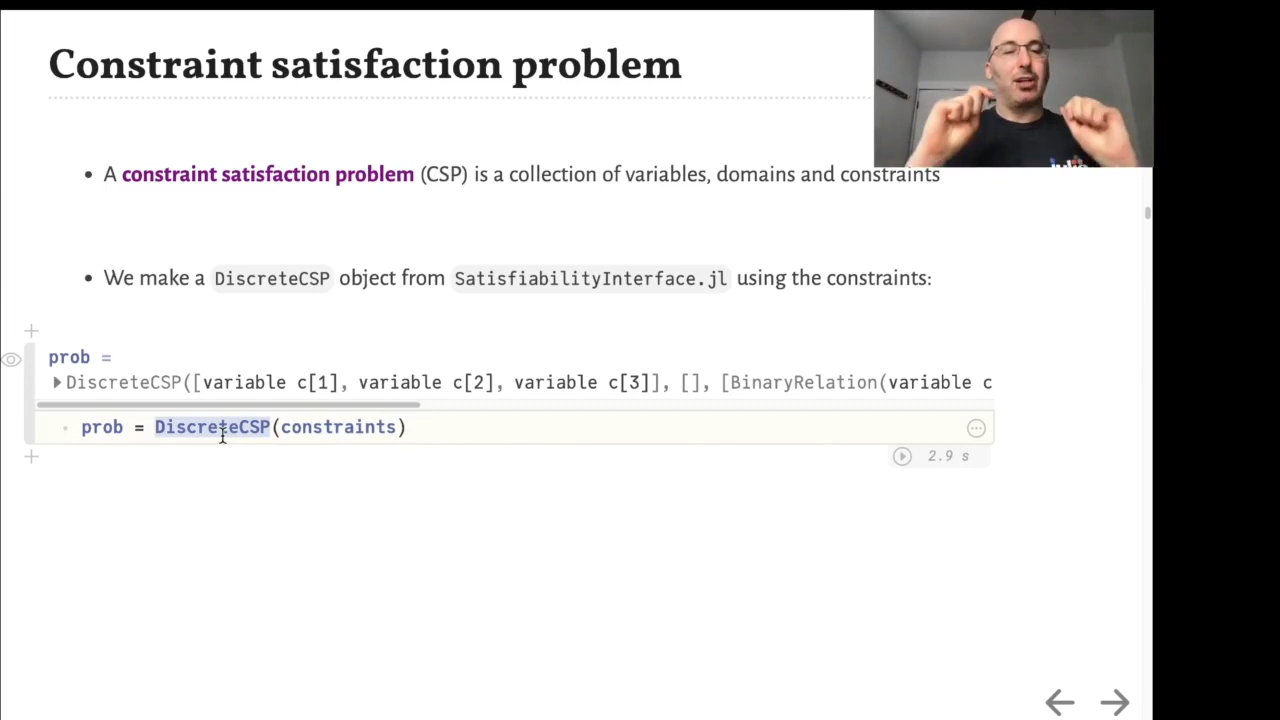 Constraint satisfaction problem
• A constraint satisfaction problem (CSP) is a collection of variables, domains and constraints
• We make a DiscreteCSP object from SatisfiabilityInterface.jl using the constraints:
prob =
DiscreteCSP([variable c[1], variable c[2], variable c[3]], [], [BinaryRelation(variable c
prob = DiscreteCSP(constraints)
2.9 s